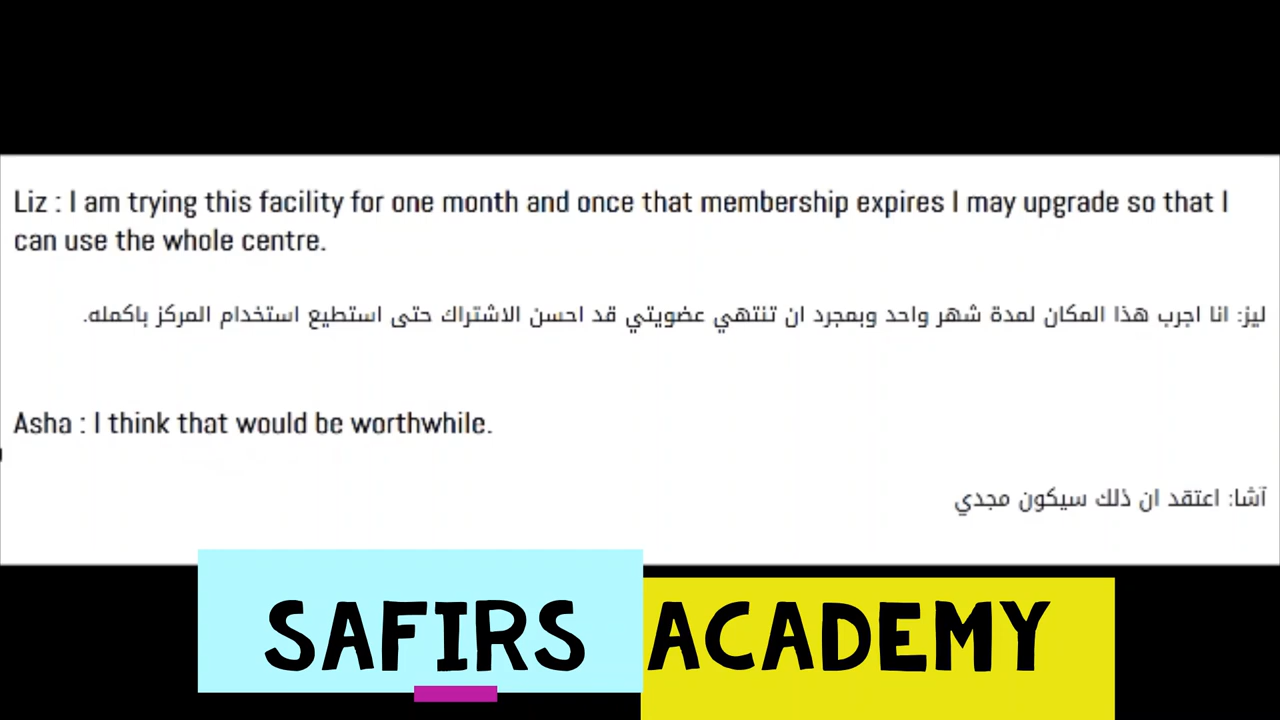 Liz : I am trying this facility for one month and once that membership expires I may upgrade so that I
can use the whole centre.
ليز: انا اجرب هذا المكان لمدة شهر واحد وبمجرد ان تنتهي عضويتي قد احسن الاشتراك حتى استطيع استخدام المركز باكمله.
Asha : I think that would be worthwhile.
آشا: اعتقد ان ذلك سيكون مجدي
SAFIRS ACADEMY